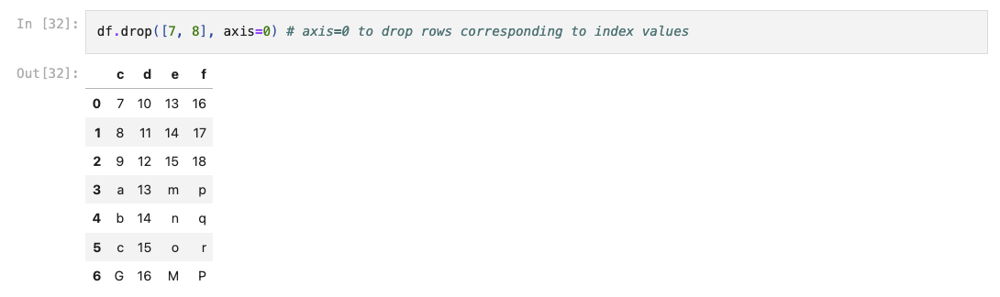 In [32]: df.drop([7, 8], axis=0) # axis=0 to drop rows corresponding to index values
Out[32]:
c d e f
0 7 10 13 16
1 8 11 14 17
2 9 12 15 18
3 a 13 m p
4 b 14 n q
5 c 15 o r
6 G 16 M P